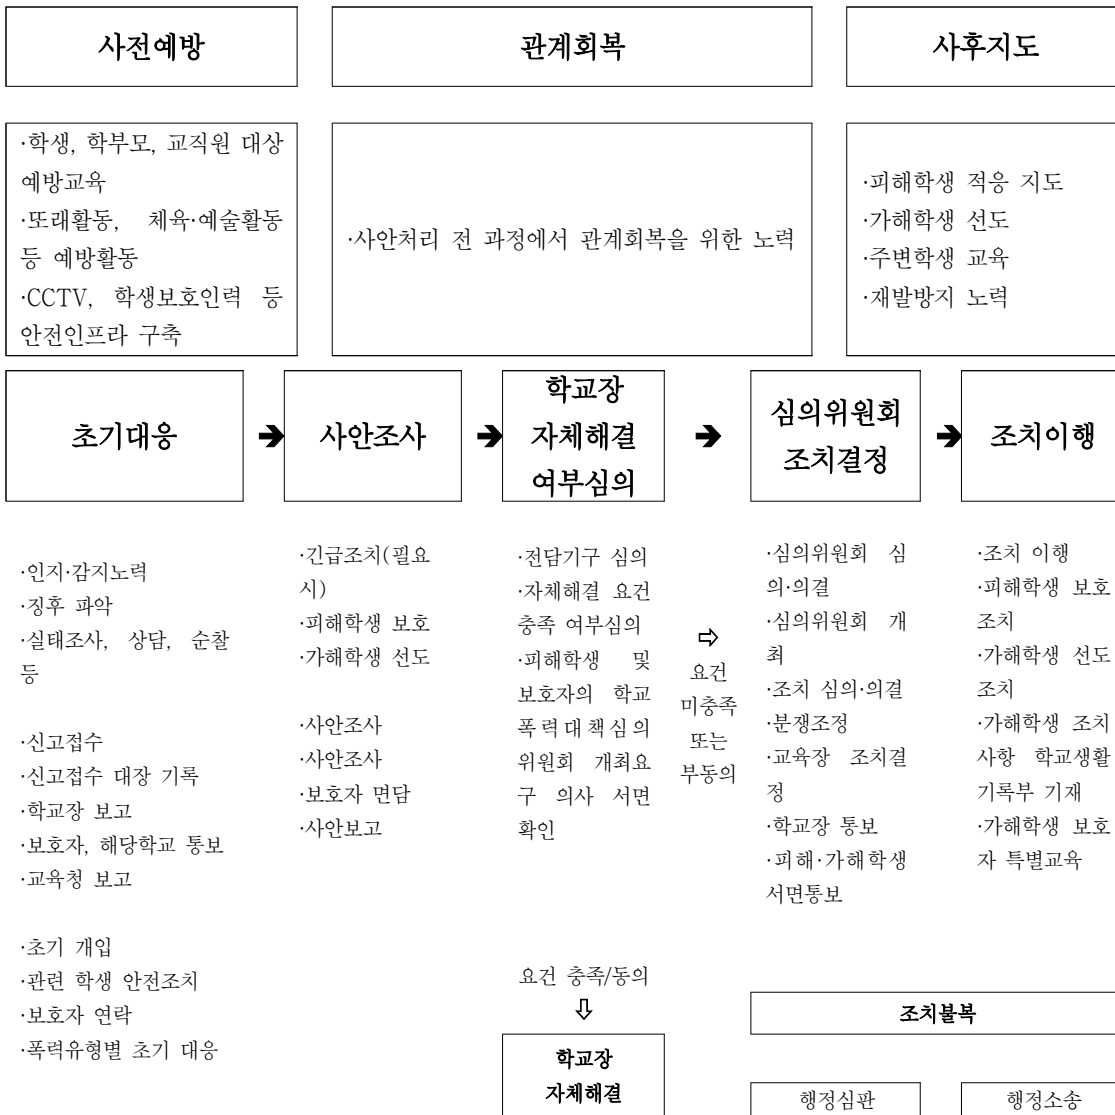 사전예방
관계회복
사후지도
·학생, 학부모, 교직원 대상
예방교육
·또래활동, 체육·예술활동
등 예방활동
·CCTV, 학생보호인력 등
안전인프라 구축
·사안처리 전 과정에서 관계회복을 위한 노력
·피해학생 적응 지도
·가해학생 선도
·주변학생 교육
·재발방지 노력
초기대응
➔
사안조사
➔
학교장
자체해결
여부심의
➔
심의위원회
조치결정
➔
조치이행
·인지·감지노력
·징후 파악
·실태조사, 상담, 순찰
등
·신고접수
·신고접수 대장 기록
·학교장 보고
·보호자, 해당학교 통보
·교육청 보고
·초기 개입
·관련 학생 안전조치
·보호자 연락
·폭력유형별 초기 대응
·긴급조치(필요
시)
·피해학생 보호
·가해학생 선도
·사안조사
·사안조사
·보호자 면담
·사안보고
·전담기구 심의
·자체해결 요건
충족 여부심의
·피해학생 및
보호자의 학교
폭력대책심의
위원회 개최요
구 의사 서면
확인
⇨
요건
미충족
또는
부동의
·심의위원회 심
의·의결
·심의위원회 개
최
·조치 심의·의결
·분쟁조정
·교육장 조치결
정
·학교장 통보
·피해·가해학생
서면통보
·조치 이행
·피해학생 보호
조치
·가해학생 선도
조치
·가해학생 조치
사항 학교생활
기록부 기재
·가해학생 보호
자 특별교육
요건 충족/동의
⇩
학교장
자체해결
조치불복
행정심판
행정소송